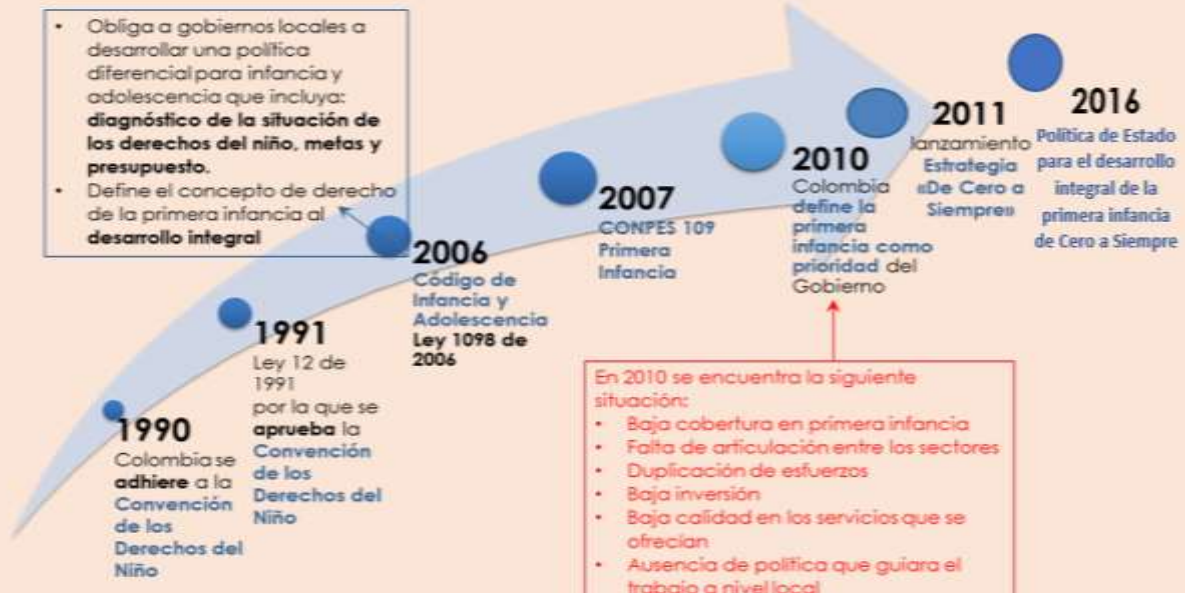 • Obliga a gobiernos locales a
desarrollar una política
diferencial para infancia y
adolescencia que incluya:
diagnóstico de la situación de
los derechos del niño, metas y
presupuesto.
• Define el concepto de derecho
de la primera infancia al
desarrollo integral
1990
Colombia se
adhiere a la
Convención
de los
Derechos del
Niño
1991
Ley 12 de
1991
por la que se
aprueba la
Convención
de los
Derechos del
Niño
2006
Código de
Infancia y
Adolescencia
Ley 1098 de
2006
2007
CONPES 109
Primera
Infancia
2010
Colombia
define la
primera
infancia como
prioridad del
Gobierno
2011
lanzamiento
Estrategia
«De Cero a
Siempre»
2016
Política de Estado
para el desarrollo
integral de la
primera infancia
de Cero a Siempre
En 2010 se encuentra la siguiente
situación:
• Baja cobertura en primera infancia
• Falta de articulación entre los sectores
• Duplicación de esfuerzos
• Baja inversión
• Baja calidad en los servicios que se
ofrecían
• Ausencia de política que guiara el
trabajo a nivel local